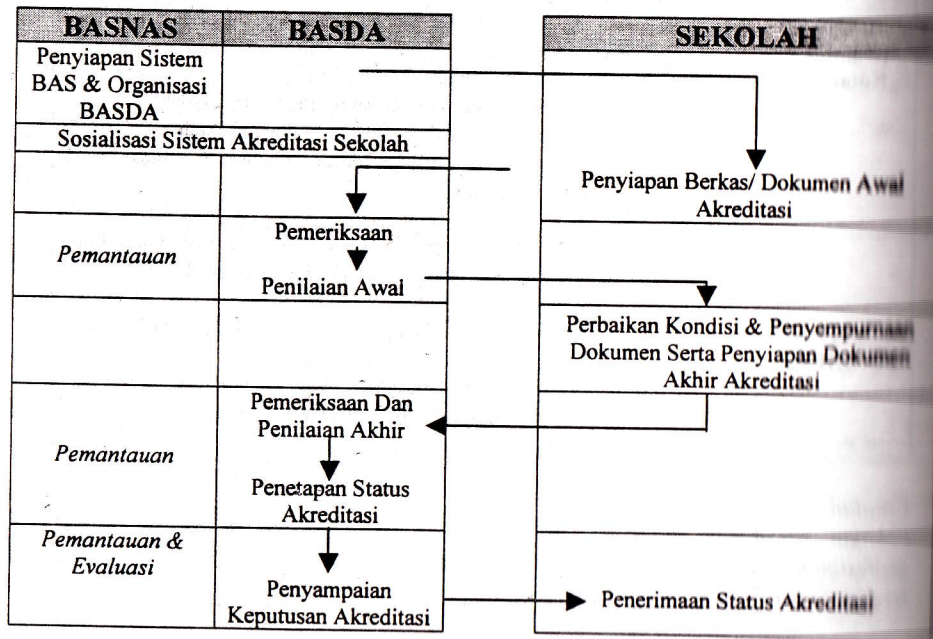 BASNAS BASDA SEKOLAH
Penyiapan Sistem
BAS & Organisasi
BASDA
Sosialisasi Sistem Akreditasi Sekolah
Penyiapan Berkas/ Dokumen Awal
Akreditasi
Pemeriksaan
Pemantauan
Penilaian Awal
Perbaikan Kondisi & Penyempurnaan
Dokumen Serta Penyiapan Dokumen
Akhir Akreditasi
Pemeriksaan Dan
Penilaian Akhir
Pemantauan
Penetapan Status
Akreditasi
Pemantauan &
Evaluasi
Penyampaian
Keputusan Akreditasi
Penerimaan Status Akreditasi